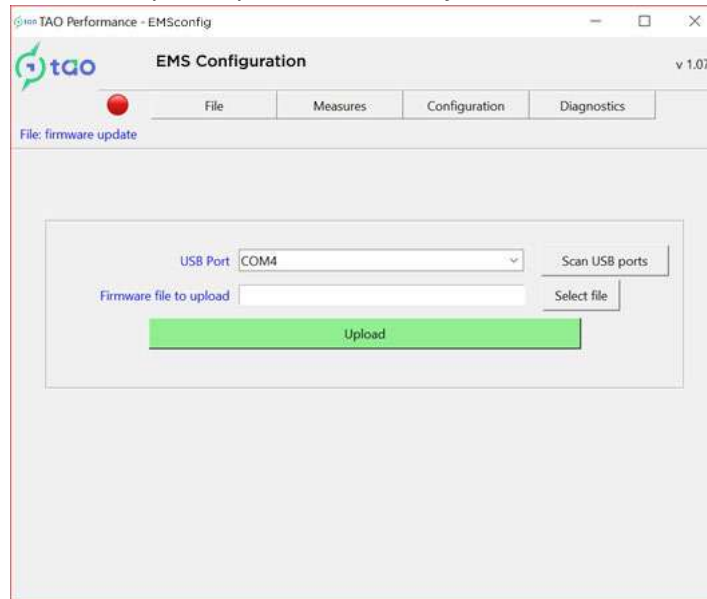 TAO Performance - EMSconfig
tao
EMS Configuration
v 1.07
File
Measures
Configuration
Diagnostics
File: firmware update
USB Port
COM4
Scan USB ports
Firmware file to upload
Select file
Upload